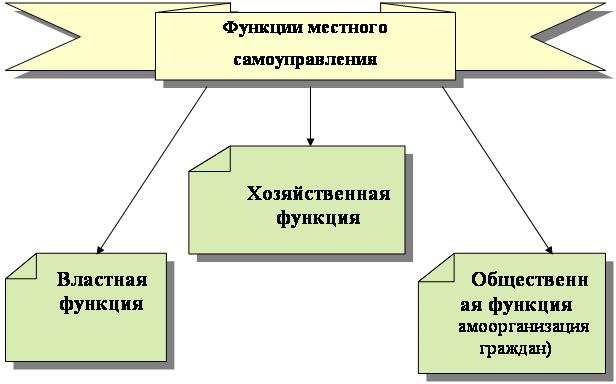 Функции местного
самоуправления
Хозяйственная
функция
Властная
функция
Общественн
ая функция
амоорганизация
граждан)